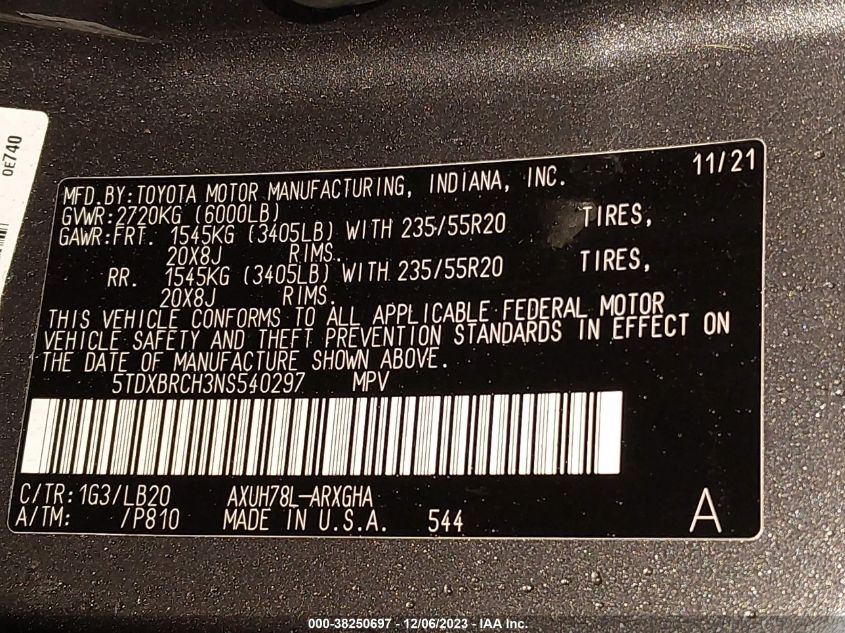 0E740
11/21
MFD.BY:TOYOTA MOTOR MANUFACTURING, INDIANA, INC.
GVWR:2720KG (6000LB)
GAWR:FRT. 1545KG (3405LB) WITH 235/55R20 TIRES,
20X8J RIMS.
RR. 1545KG (3405LB) WITH 235/55R20 TIRES,
20X8J RIMS.
THIS VEHICLE CONFORMS TO ALL APPLICABLE FEDERAL MOTOR
VEHICLE SAFETY AND THEFT PREVENTION STANDARDS IN EFFECT ON
THE DATE OF MANUFACTURE SHOWN ABOVE.
5TDXBRCH3NS540297 MPV
C/TR:1G3/LB20 AXUH78L-ARXGHA
A/TM: /P810 MADE IN U.S.A. 544 A
000-38250697 - 12/06/2023 - IAA Inc.